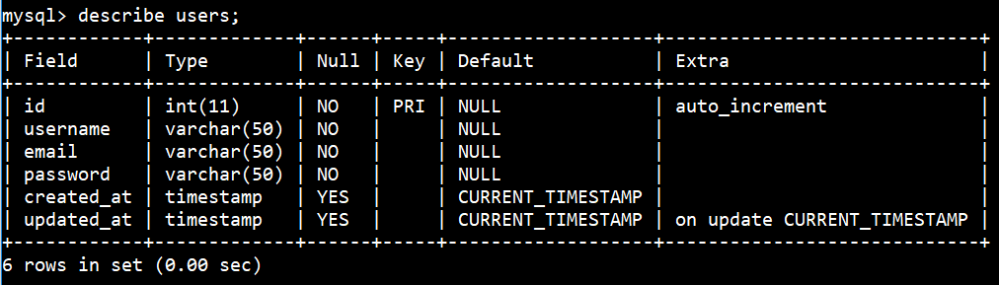 mysql> describe users;
+------------+-------------+------+-----+-------------------+-----------------------------+
| Field      | Type        | Null | Key | Default           | Extra                       |
+------------+-------------+------+-----+-------------------+-----------------------------+
| id         | int(11)     | NO   | PRI | NULL              | auto_increment              |
| username   | varchar(50) | NO   |     | NULL              |                             |
| email      | varchar(50) | NO   |     | NULL              |                             |
| password   | varchar(50) | NO   |     | NULL              |                             |
| created_at | timestamp   | YES  |     | CURRENT_TIMESTAMP |                             |
| updated_at | timestamp   | YES  |     | CURRENT_TIMESTAMP | on update CURRENT_TIMESTAMP |
+------------+-------------+------+-----+-------------------+-----------------------------+
6 rows in set (0.00 sec)